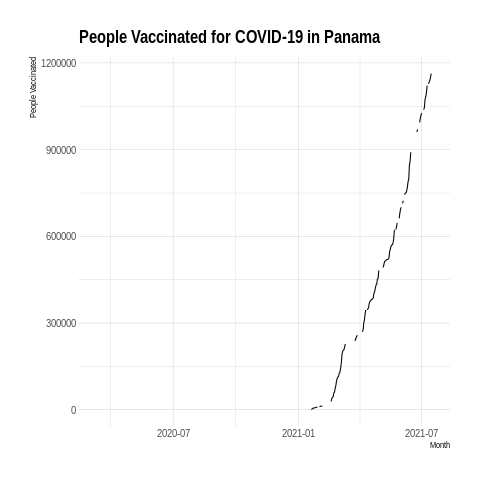 People Vaccinated for COVID-19 in Panama
People Vaccinated
1200000
900000
600000
300000
0
2020-07
2021-01
2021-07
Month